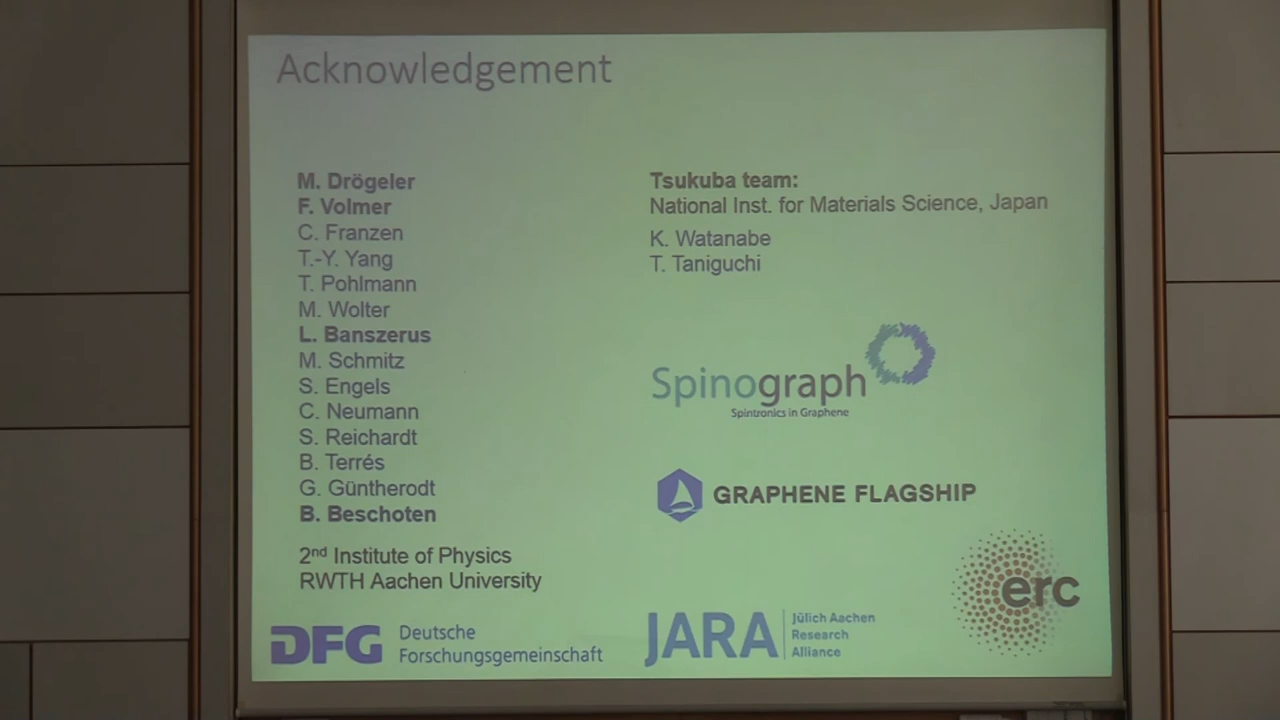 Acknowledgement
M. Drögeler
F. Volmer
C. Franzen
T.-Y. Yang
T. Pohlmann
M. Wolter
L. Banszerus
M. Schmitz
S. Engels
C. Neumann
S. Reichardt
B. Terrés
G. Güntherodt
B. Beschoten
2nd Institute of Physics
RWTH Aachen University
Tsukuba team:
National Inst. for Materials Science, Japan
K. Watanabe
T. Taniguchi
Spinograph
Spintronics in Graphene
GRAPHENE FLAGSHIP
erc
DFG
Deutsche
Forschungsgemeinschaft
JARA
Jülich Aachen
Research
Alliance